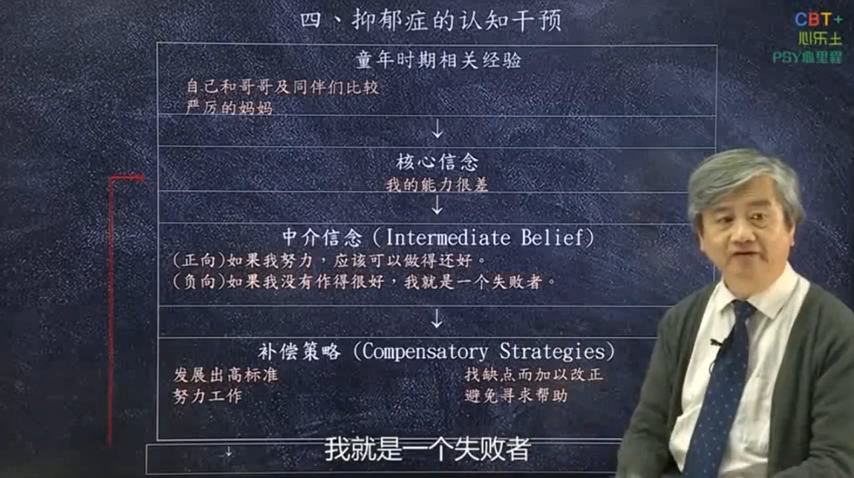 四、抑郁症的认知干预
CBT+
心乐土
PSY心里程
童年时期相关经验
自己和哥哥及同伴们比较
严厉的妈妈
↓
核心信念
我的能力很差
↓
中介信念(Intermediate Belief)
(正向)如果我努力，应该可以做得还好。
(负向)如果我没有作得很好，我就是一个失败者。
↓
补偿策略 (Compensatory Strategies)
发展出高标准 找缺点而加以改正
努力工作 避免寻求帮助
↓
我就是一个失败者